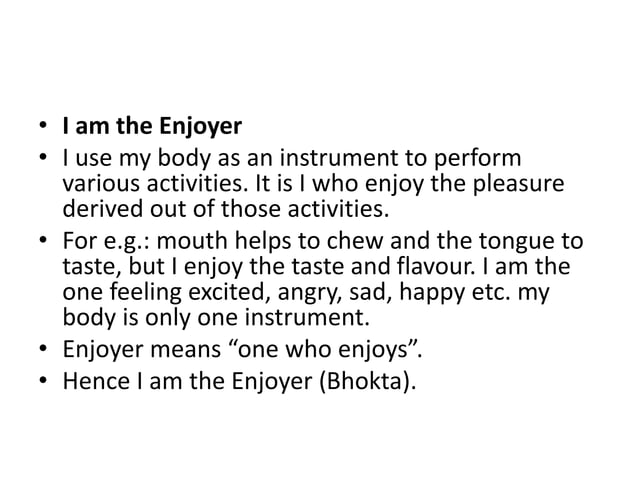 • I am the Enjoyer
• I use my body as an instrument to perform
various activities. It is I who enjoy the pleasure
derived out of those activities.
• For e.g.: mouth helps to chew and the tongue to
taste, but I enjoy the taste and flavour. I am the
one feeling excited, angry, sad, happy etc. my
body is only one instrument.
• Enjoyer means “one who enjoys”.
• Hence I am the Enjoyer (Bhokta).